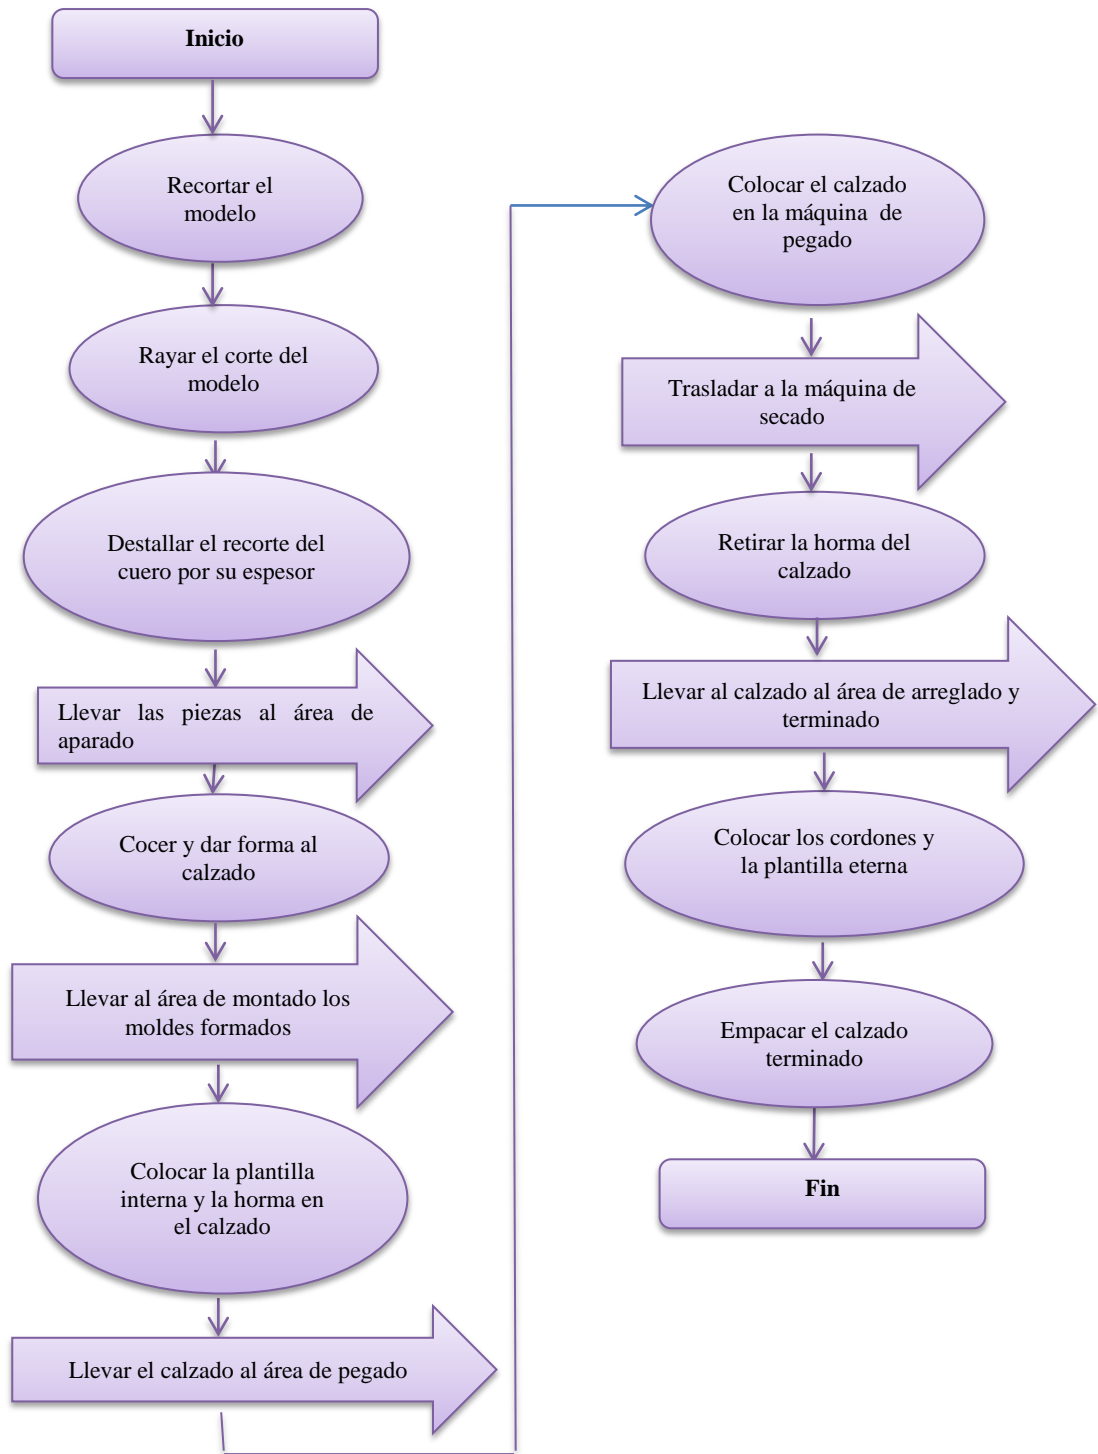 Inicio
Recortar el
modelo
Rayar el corte del
modelo
Destallar el recorte del
cuero por su espesor
Llevar las piezas al área de
aparado
Cocer y dar forma al
calzado
Llevar al área de montado los
moldes formados
Colocar la plantilla
interna y la horma en
el calzado
Llevar el calzado al área de pegado
Colocar el calzado
en la máquina de
pegado
Trasladar a la máquina de
secado
Retirar la horma del
calzado
Llevar al calzado al área de arreglado y
terminado
Colocar los cordones y
la plantilla eterna
Empacar el calzado
terminado
Fin